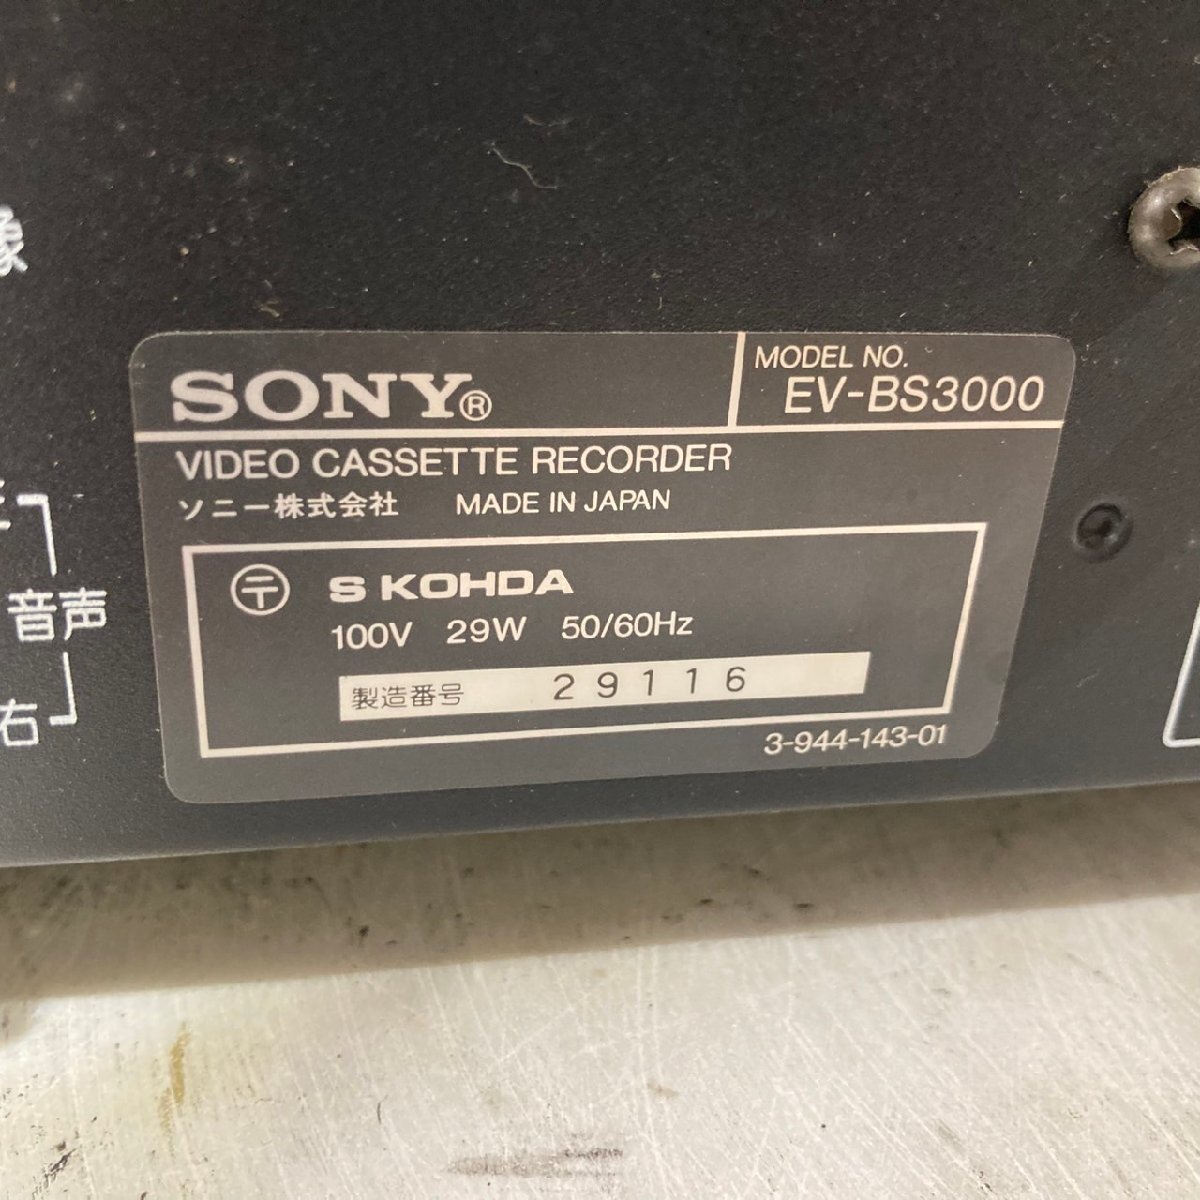 像
SONY®
MODEL NO.
EV-BS3000
VIDEO CASSETTE RECORDER
ソニー株式会社 MADE IN JAPAN
〒 S KOHDA
音声
100V 29W 50/60Hz
製造番号 29116
右
3-944-143-01